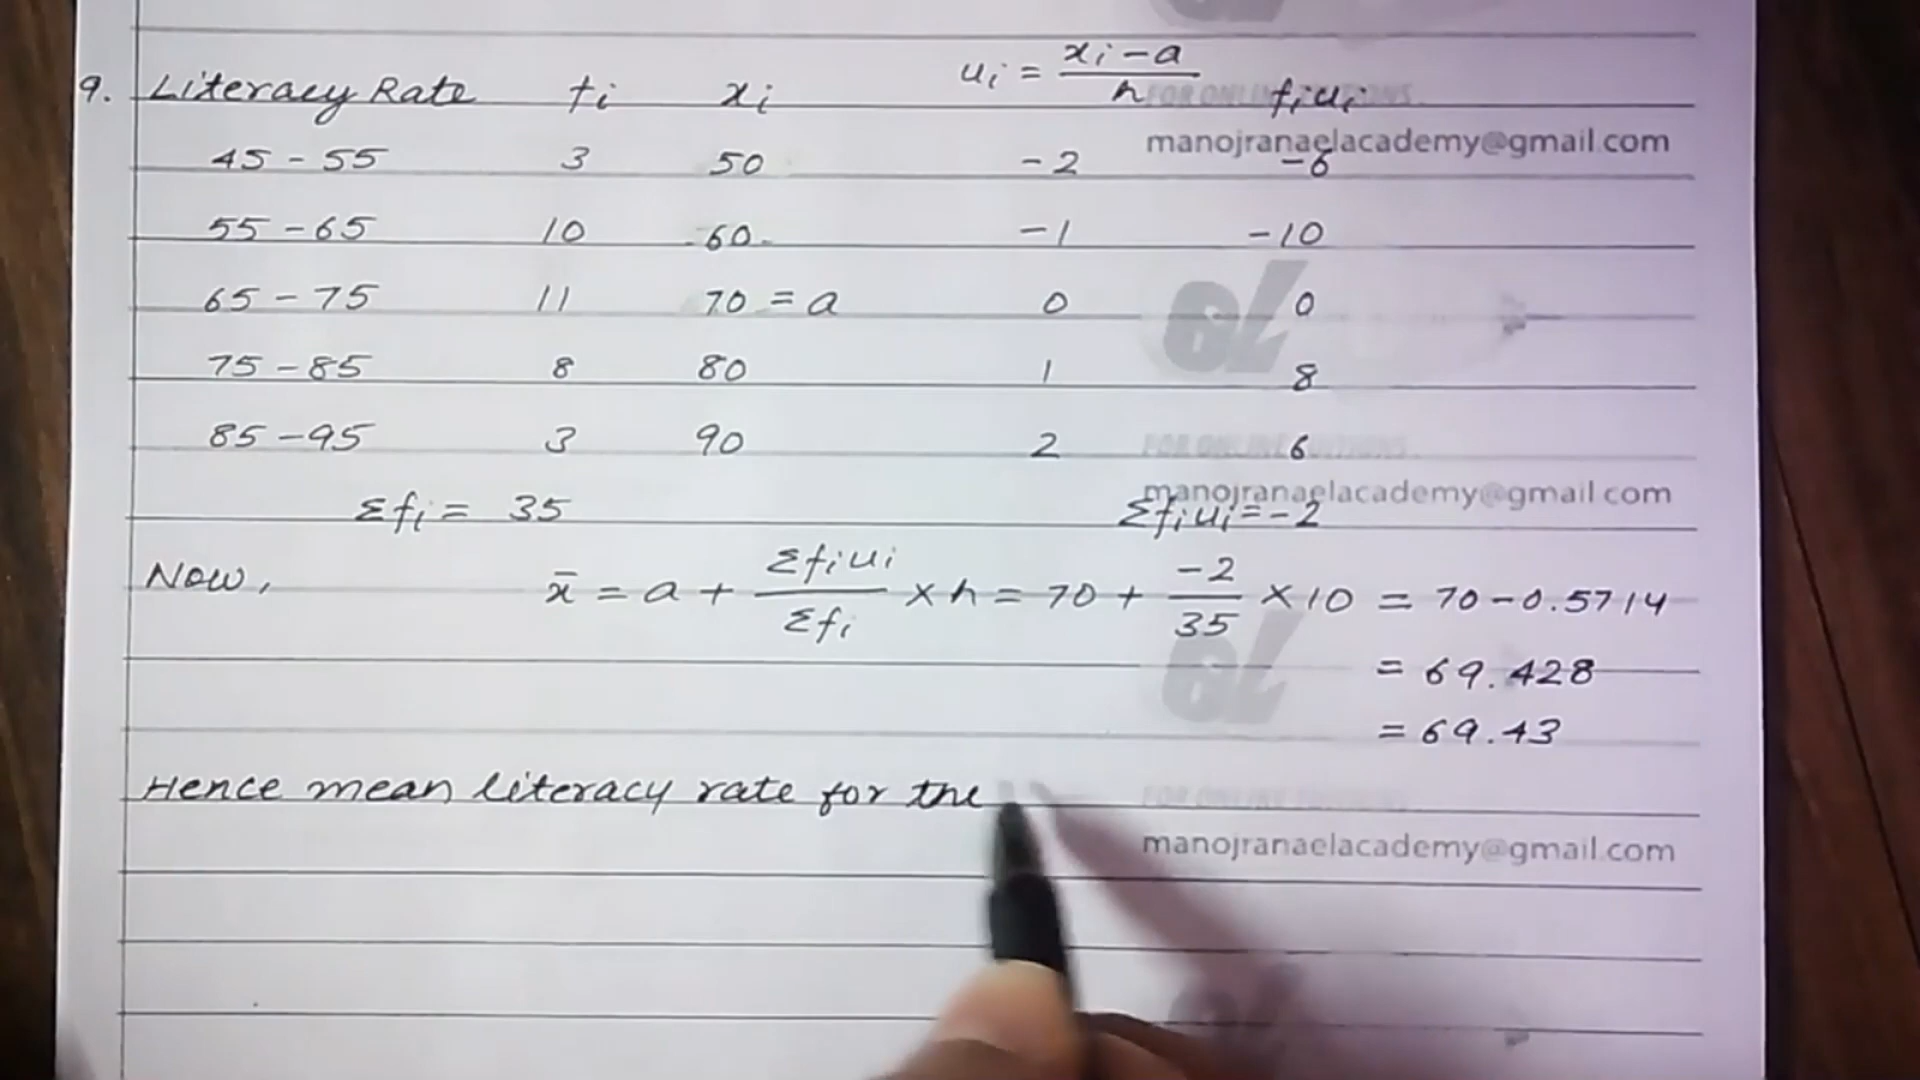 9. Literacy Rate fi xi ui = (xi - a)/h fiui
manojranaelacademy@gmail.com
45 - 55 3 50 -2 -6
55 - 65 10 60 -1 -10
65 - 75 11 70 = a 0 0
75 - 85 8 80 1 8
85 - 95 3 90 2 6
manojranaelacademy@gmail.com
Σfi = 35 Σfiui = -2
Now, x̄ = a + Σfiui/Σfi × h = 70 + -2/35 × 10 = 70 - 0.5714
= 69.428
= 69.43
Hence mean literacy rate for the
manojranaelacademy@gmail.com